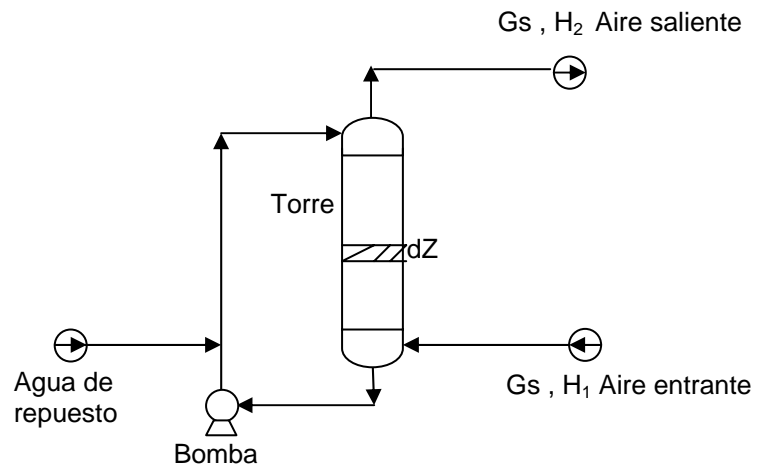 Gs , H₂ Aire saliente
Torre
dZ
Agua de
repuesto
Gs , H₁ Aire entrante
Bomba